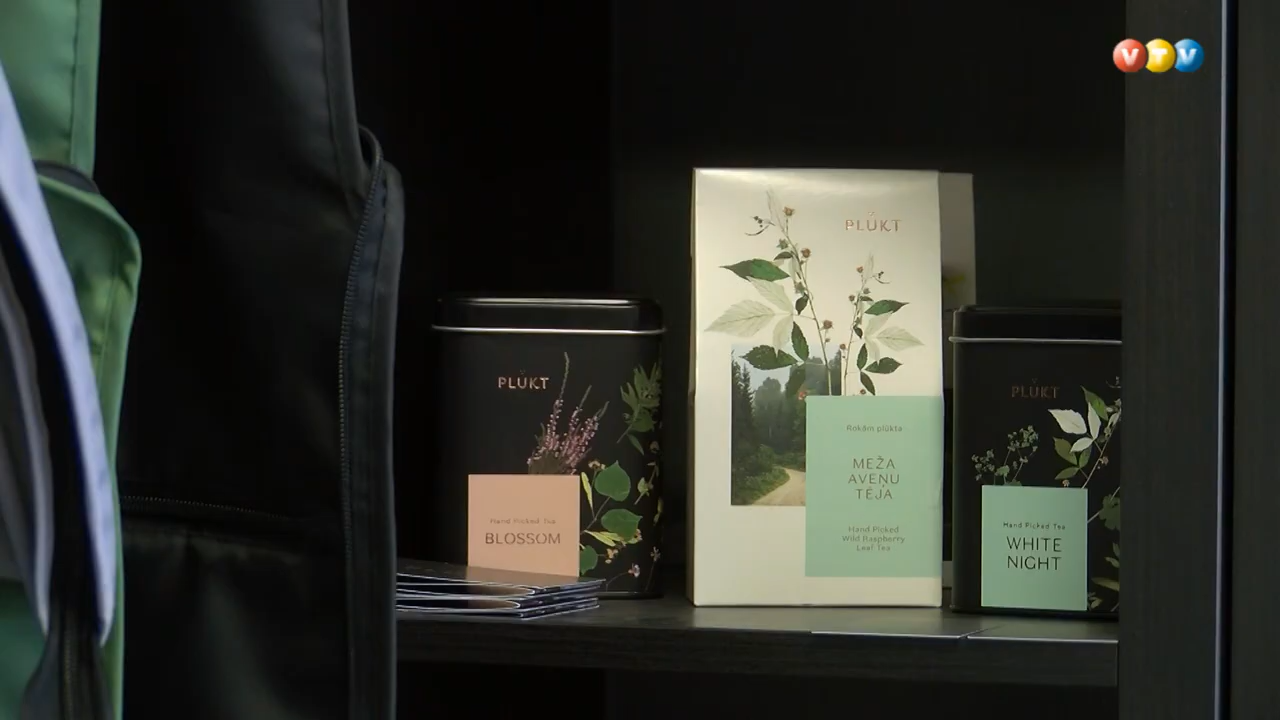 VTV
PLŪKT
Hand Picked Tea
BLOSSOM
PLŪKT
Rokām plūkta
MEŽA
AVEŅU
TĒJA
Hand Picked
Wild Raspberry
Leaf Tea
PLŪKT
Hand Picked Tea
WHITE
NIGHT